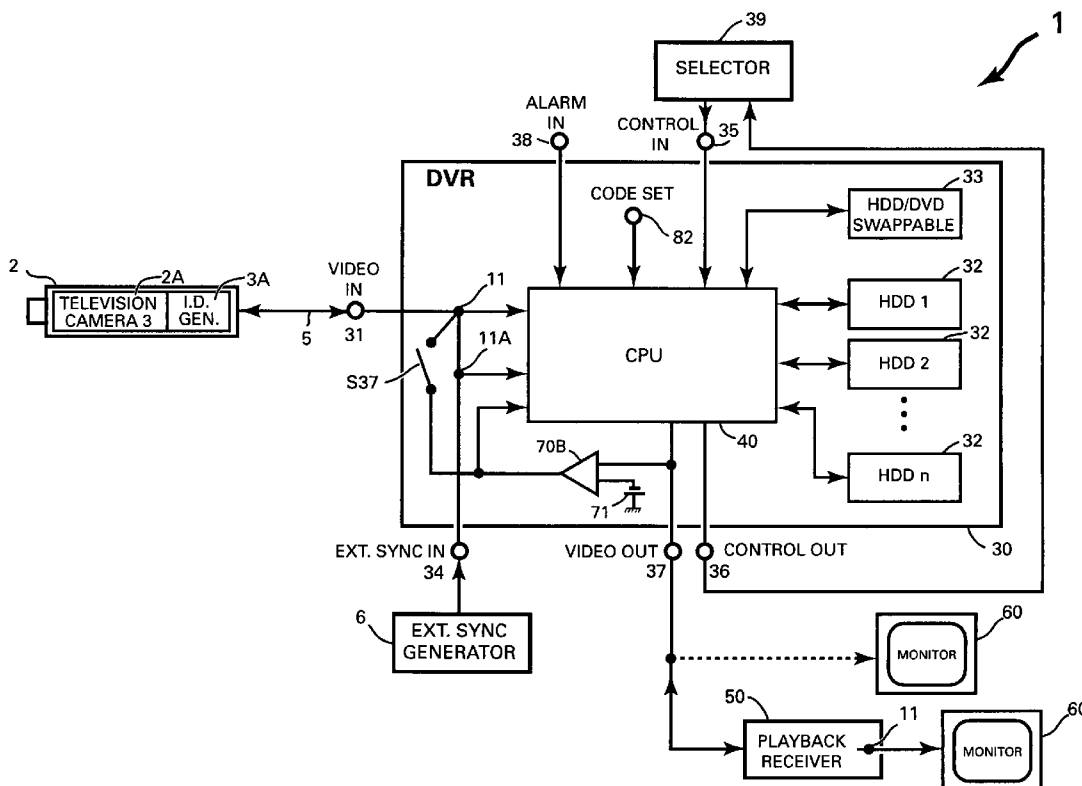 39
1
SELECTOR
ALARM
IN
38
CONTROL
IN
35
DVR
CODE SET
82
33
HDD/DVD
SWAPPABLE
2
2A
3A
TELEVISION
CAMERA 3
I.D.
GEN.
5
VIDEO
IN
31
11
11A
S37
CPU
40
32
HDD 1
32
HDD 2
32
HDD n
70B
71
30
EXT. SYNC IN
34
VIDEO OUT
37
CONTROL OUT
36
6
EXT. SYNC
GENERATOR
60
MONITOR
50
PLAYBACK
RECEIVER
11
60
MONITOR